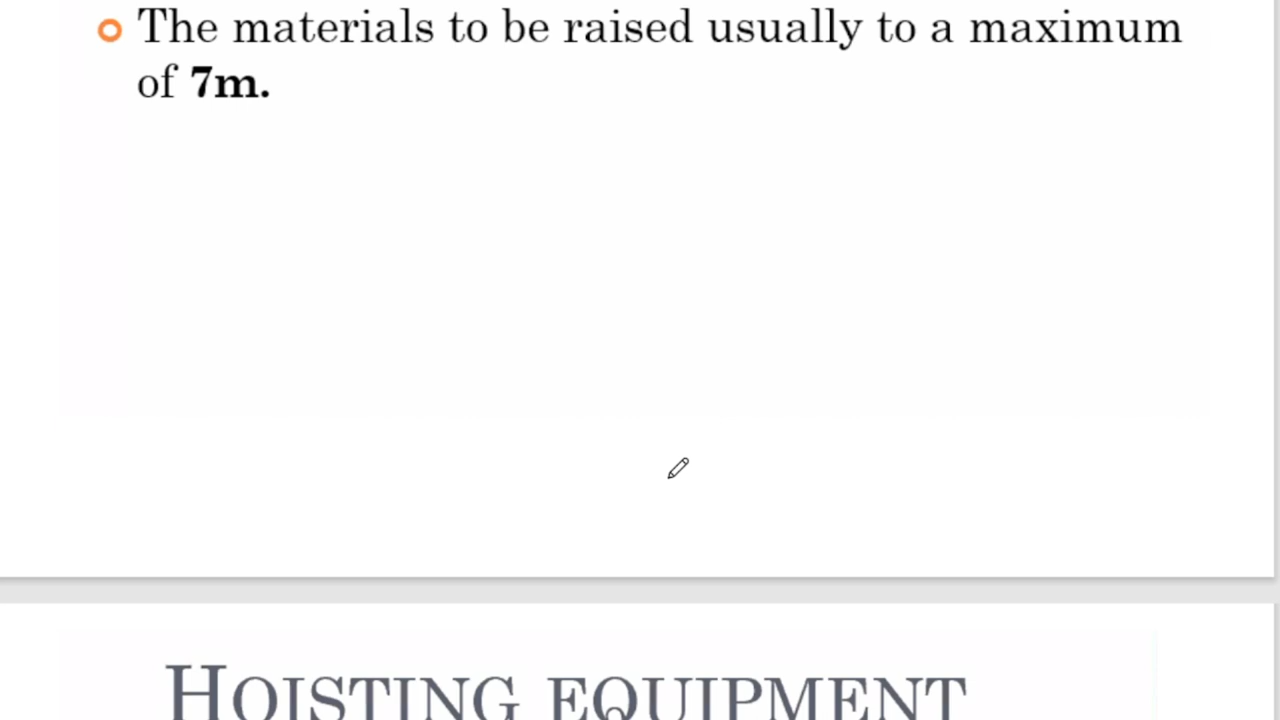 The materials to be raised usually to a maximum
of 7m.
HOISTING EQUIPMENT